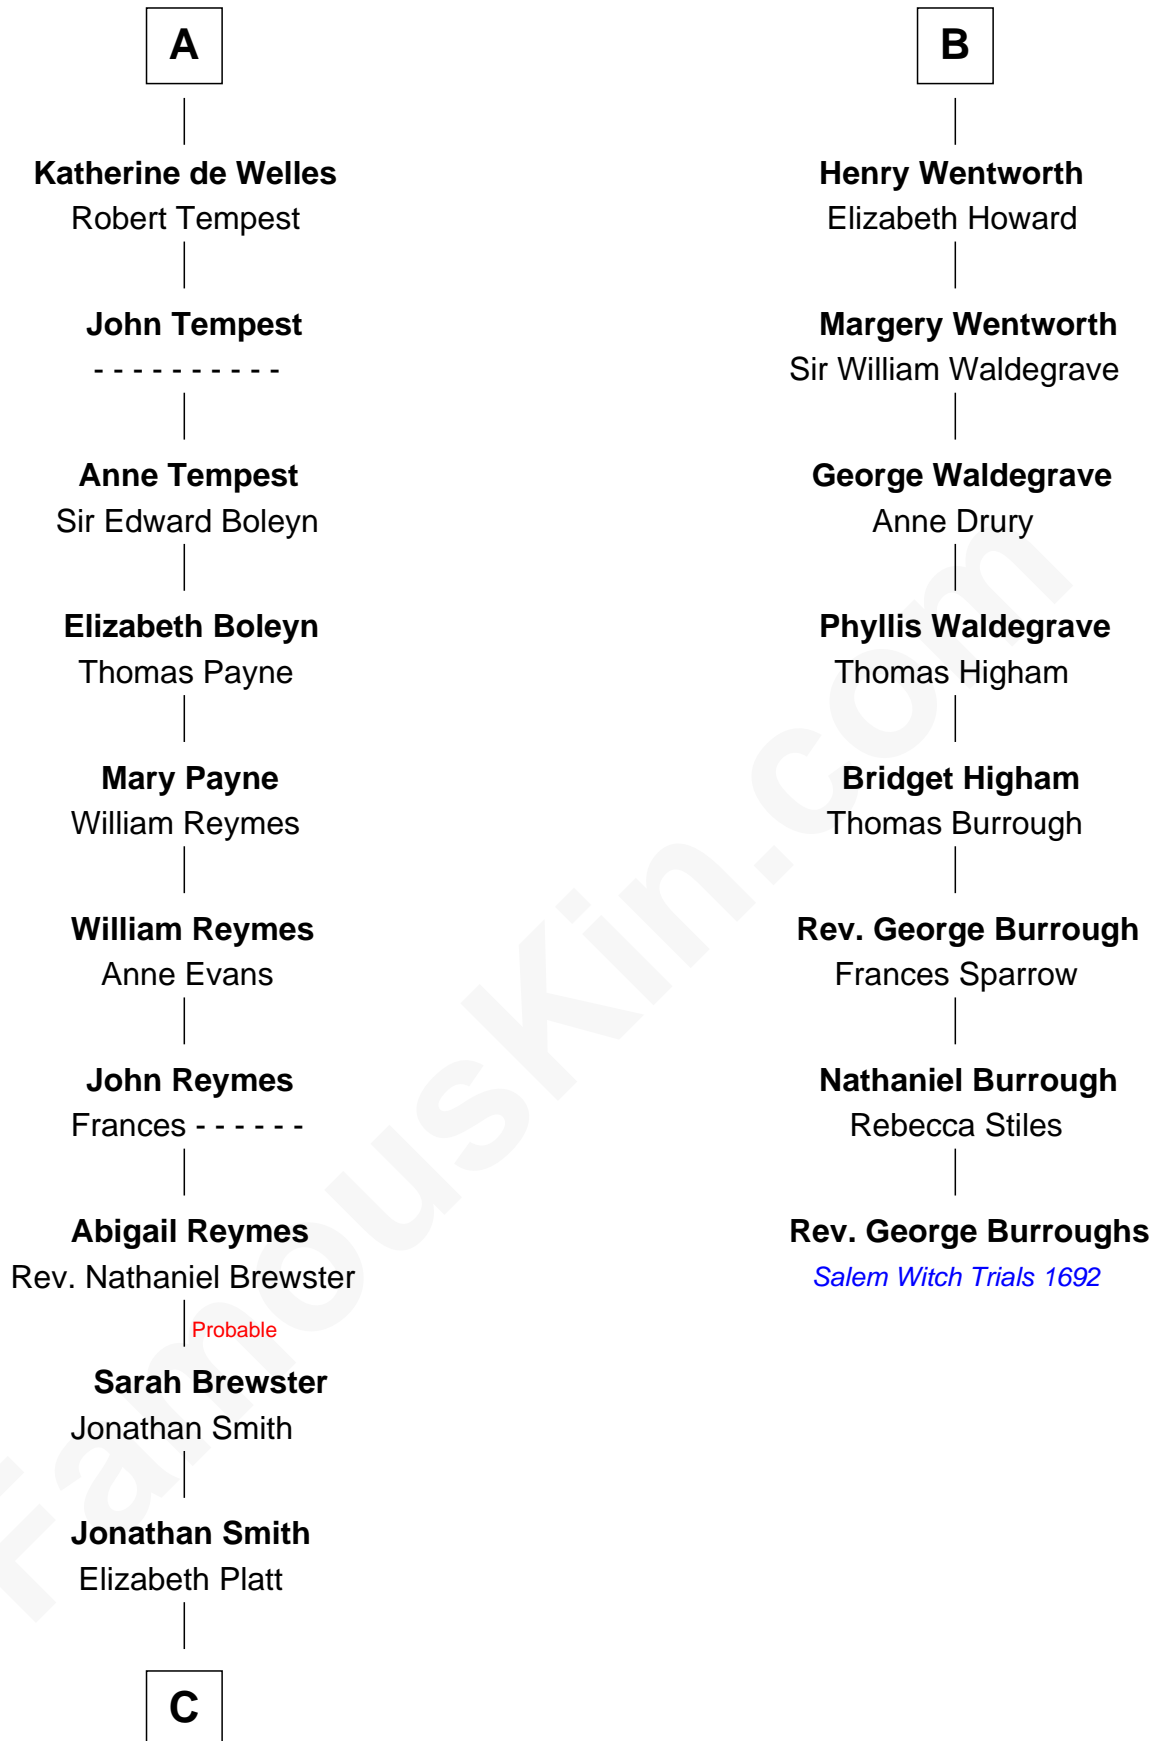 A
Katherine de Welles
Robert Tempest
John Tempest
- - - - - - - - - -
Anne Tempest
Sir Edward Boleyn
Elizabeth Boleyn
Thomas Payne
Mary Payne
William Reymes
William Reymes
Anne Evans
John Reymes
Frances - - - - - -
Abigail Reymes
Rev. Nathaniel Brewster
Probable
Sarah Brewster
Jonathan Smith
Jonathan Smith
Elizabeth Platt
C
B
Henry Wentworth
Elizabeth Howard
Margery Wentworth
Sir William Waldegrave
George Waldegrave
Anne Drury
Phyllis Waldegrave
Thomas Higham
Bridget Higham
Thomas Burrough
Rev. George Burrough
Frances Sparrow
Nathaniel Burrough
Rebecca Stiles
Rev. George Burroughs
Salem Witch Trials 1692
FamousKin.com